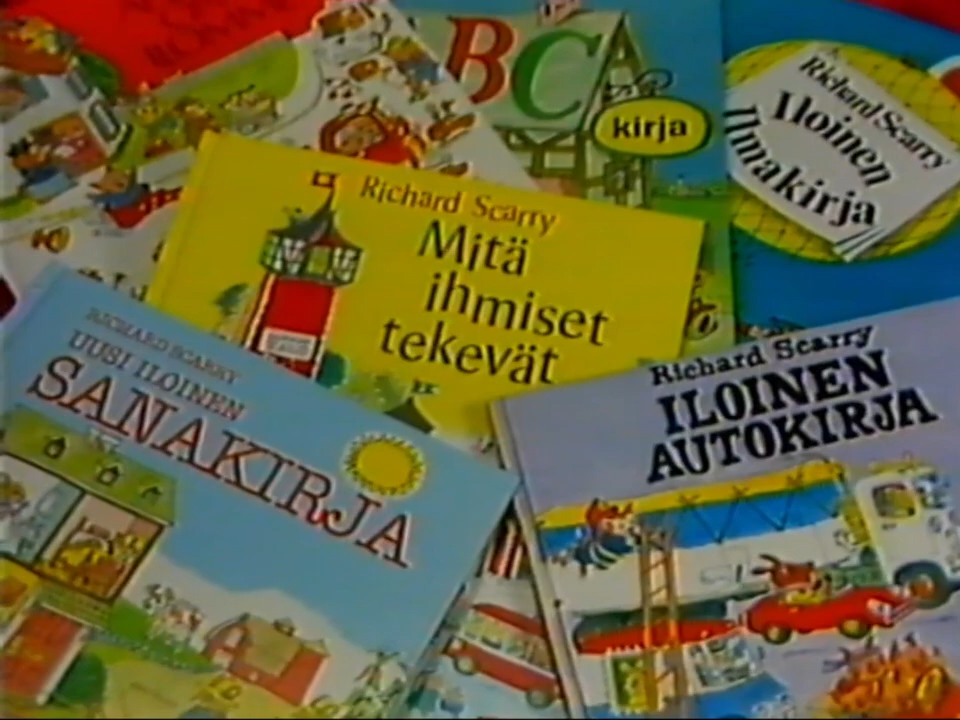 BC
kirja
Richard Scarry
Iloinen
Ilmakirja
Richard Scarry
Mitä
ihmiset
tekevät
RICHARD SCARRY
UUSI ILOINEN
SANAKIRJA
Richard Scarry
ILOINEN
AUTOKIRJA